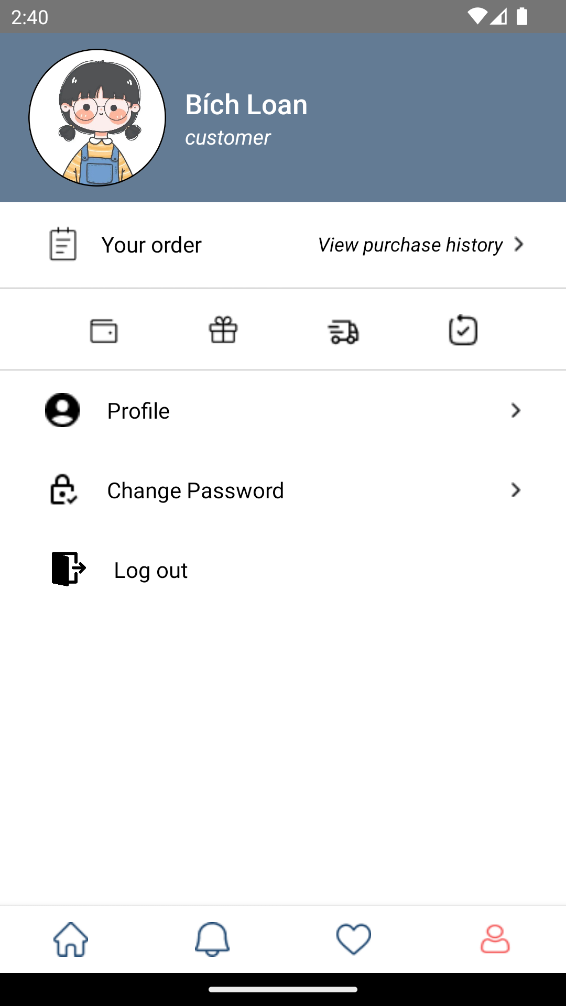 2:40
Bích Loan
customer
Your order View purchase history
Profile
Change Password
Log out